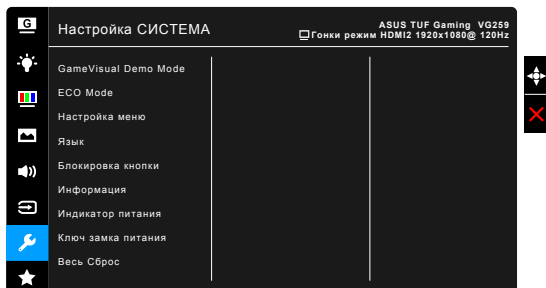 G
Настройка СИСТЕМА
ASUS TUF Gaming VG259
Гонки режим HDMI2 1920x1080@ 120Hz
GameVisual Demo Mode
ECO Mode
Настройка меню
Язык
Блокировка кнопки
Информация
Индикатор питания
Ключ замка питания
Весь Сброс